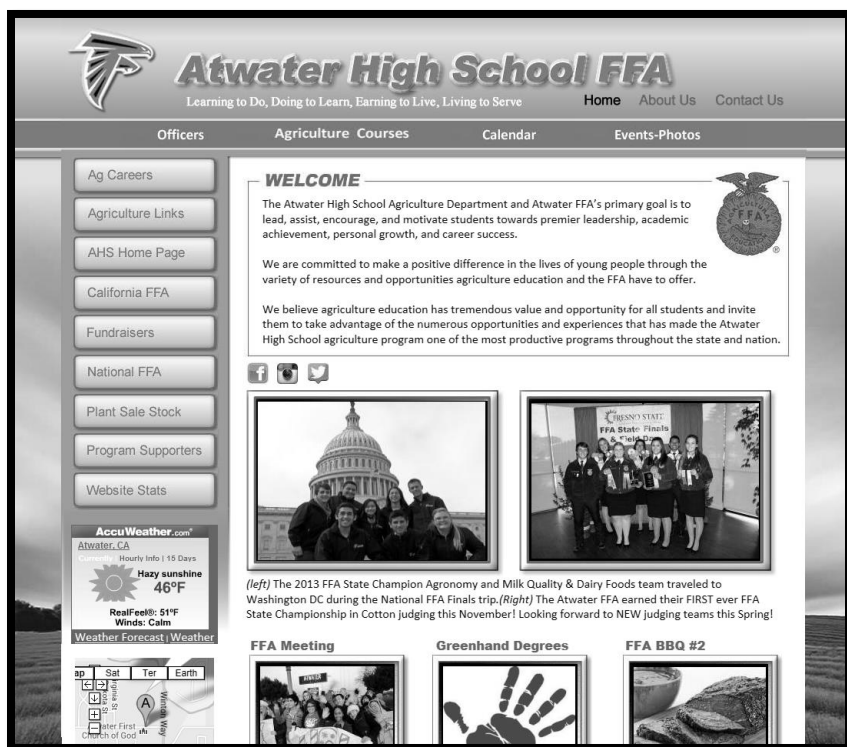 Atwater High School FFA
Learning to Do, Doing to Learn, Earning to Live, Living to Serve
Home About Us Contact Us
Officers Agriculture Courses Calendar Events-Photos
Ag Careers
Agriculture Links
AHS Home Page
California FFA
Fundraisers
National FFA
Plant Sale Stock
Program Supporters
Website Stats
AccuWeather.com®
Atwater, CA
Currently Hourly Info | 15 Days
Hazy sunshine
46°F
RealFeel®: 51°F
Winds: Calm
Weather Forecast | Weather
ap Sat Ter Earth
Winton Way
A
ater First
Church of God
WELCOME
The Atwater High School Agriculture Department and Atwater FFA's primary goal is to
lead, assist, encourage, and motivate students towards premier leadership, academic
achievement, personal growth, and career success.
We are committed to make a positive difference in the lives of young people through the
variety of resources and opportunities agriculture education and the FFA have to offer.
We believe agriculture education has tremendous value and opportunity for all students and invite
them to take advantage of the numerous opportunities and experiences that has made the Atwater
High School agriculture program one of the most productive programs throughout the state and nation.
FFA
®
FRESNO STATE
FFA State Finals
& Field Day
(left) The 2013 FFA State Champion Agronomy and Milk Quality & Dairy Foods team traveled to
Washington DC during the National FFA Finals trip.(Right) The Atwater FFA earned their FIRST ever FFA
State Championship in Cotton judging this November! Looking forward to NEW judging teams this Spring!
FFA Meeting Greenhand Degrees FFA BBQ #2